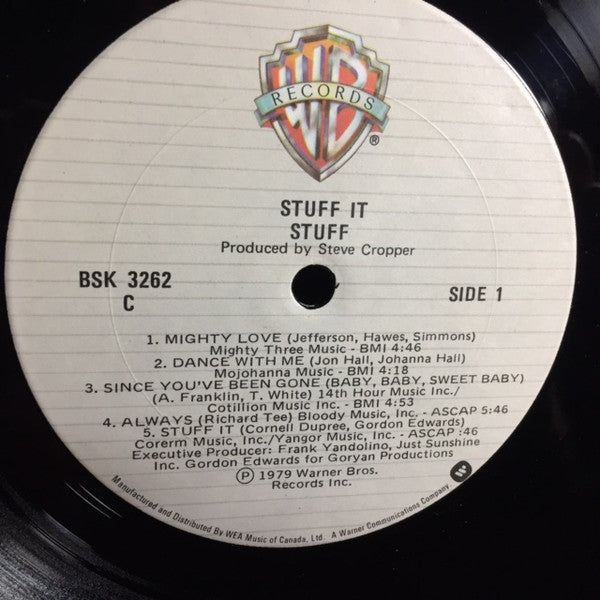 WB
RECORDS
®
STUFF IT
STUFF
Produced by Steve Cropper
BSK 3262
C
SIDE 1
1. MIGHTY LOVE (Jefferson, Hawes, Simmons)
Mighty Three Music - BMI 4:46
2. DANCE WITH ME (Jon Hall, Johanna Hall)
Mojohanna Music - BMI 4:18
3. SINCE YOU'VE BEEN GONE (BABY, BABY, SWEET BABY)
(A. Franklin, T. White) 14th Hour Music Inc./
Cotillion Music Inc. - BMI 4:53
4. ALWAYS (Richard Tee) Bloody Music, Inc. - ASCAP 5:46
5. STUFF IT (Cornell Dupree, Gordon Edwards)
Corerm Music, Inc./Yangor Music, Inc. - ASCAP :46
Executive Producer: Frank Yandolino, Just Sunshine
Inc. Gordon Edwards for Goryan Productions
Ⓟ 1979 Warner Bros.
Records Inc.
Manufactured and Distributed By WEA Music of Canada, Ltd. A Warner Communications Company